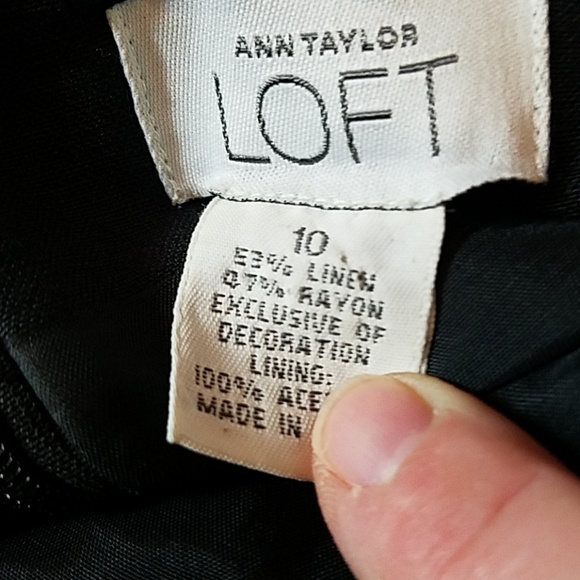 ANN TAYLOR
LOFT
10
53% LINEN
47% RAYON
EXCLUSIVE OF
DECORATION
LINING:
100%
MADE IN